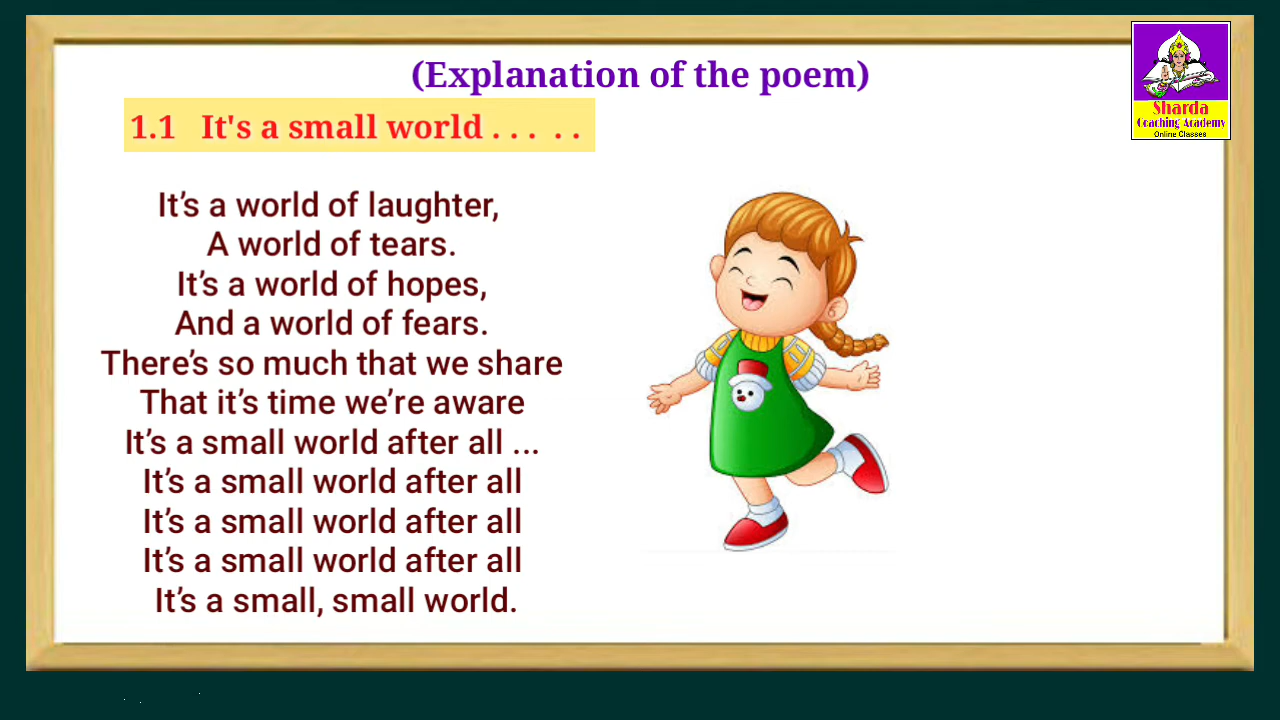 (Explanation of the poem)
1.1 It's a small world . . . . .
It's a world of laughter,
A world of tears.
It's a world of hopes,
And a world of fears.
There's so much that we share
That it's time we're aware
It's a small world after all ...
It's a small world after all
It's a small world after all
It's a small world after all
It's a small, small world.
Sharda
Coaching Academy
Online Classes